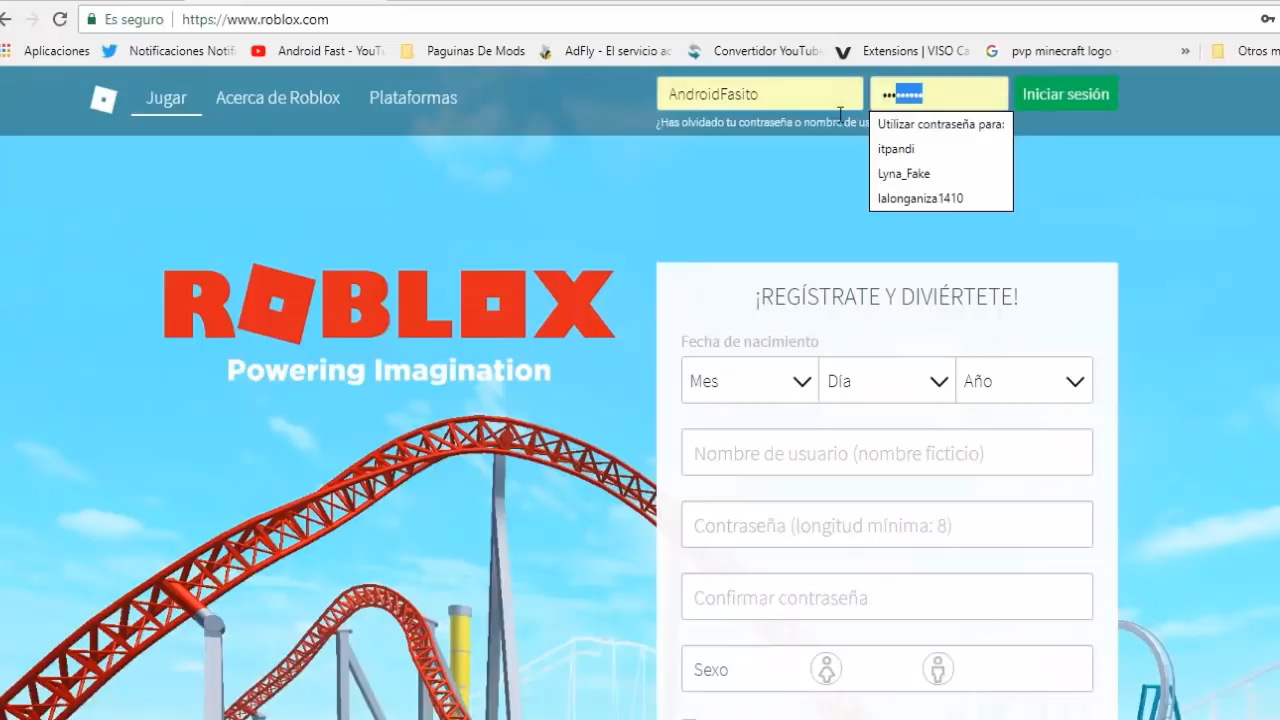 Es seguro
https://www.roblox.com
Aplicaciones
Notificaciones Notifi
Android Fast - YouT
Paguinas De Mods
AdFly - El servicio ac
Convertidor YouTub
Extensions | VISO Ca
pvp minecraft logo -
»
Otros m
Jugar
Acerca de Roblox
Plataformas
AndroidFasito
Iniciar sesión
¿Has olvidado tu contraseña o nombre de us
Utilizar contraseña para:
itpandi
Lyna_Fake
lalonganiza1410
ROBLOX
Powering Imagination
¡REGÍSTRATE Y DIVIÉRTETE!
Fecha de nacimiento
Mes
Día
Año
Nombre de usuario (nombre ficticio)
Contraseña (longitud mínima: 8)
Confirmar contraseña
Sexo